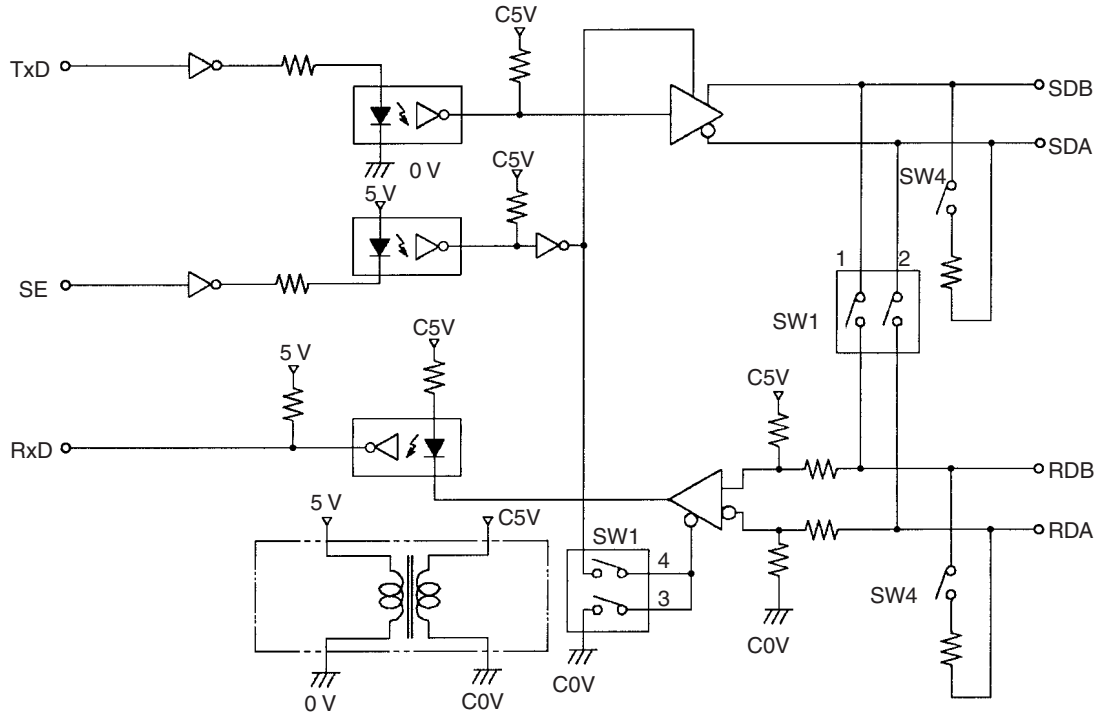 C5V
TxD
SDB
SDA
0 V
C5V
5 V
SW4
1 2
SE
SW1
C5V
5 V
C5V
RxD
RDB
5 V
C5V
RDA
SW1
4
3
SW4
C0V
C0V
0 V
C0V